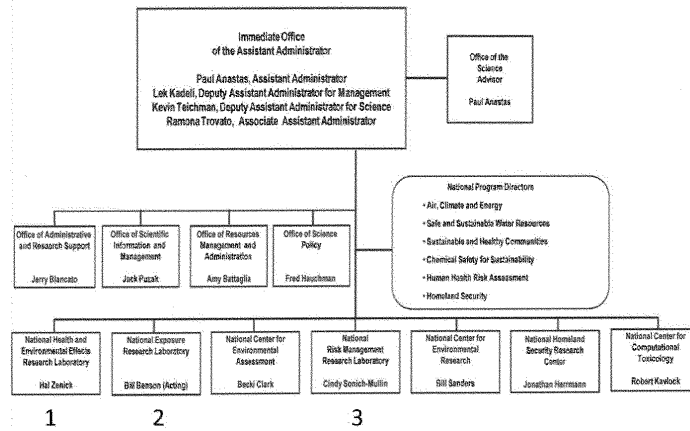 Immediate Office
of the Assistant Administrator
Paul Anastas, Assistant Administrator
Lek Kadeli, Deputy Assistant Administrator for Management
Kevin Teichman, Deputy Assistant Administrator for Science
Ramona Trovato, Associate Assistant Administrator
Office of the
Science
Advisor
Paul Anastas
National Program Directors
• Air, Climate and Energy
• Safe and Sustainable Water Resources
• Sustainable and Healthy Communities
• Chemical Safety for Sustainability
• Human Health Risk Assessment
• Homeland Security
Office of Administrative
and Research Support
Jerry Blancato
Office of Scientific
Information and
Management
Jack Puzak
Office of Resources
Management and
Administration
Amy Battaglia
Office of Science
Policy
Fred Hauchman
National Health and
Environmental Effects
Research Laboratory
Hal Zenick
National Exposure
Research Laboratory
Bill Benson (Acting)
National Center for
Environmental
Assessment
Becki Clark
National
Risk Management
Research Laboratory
Cindy Sonich-Mullin
National Center for
Environmental
Research
Bill Sanders
National Homeland
Security Research
Center
Jonathan Herrmann
National Center for
Computational
Toxicology
Robert Kavlock
1 2 3